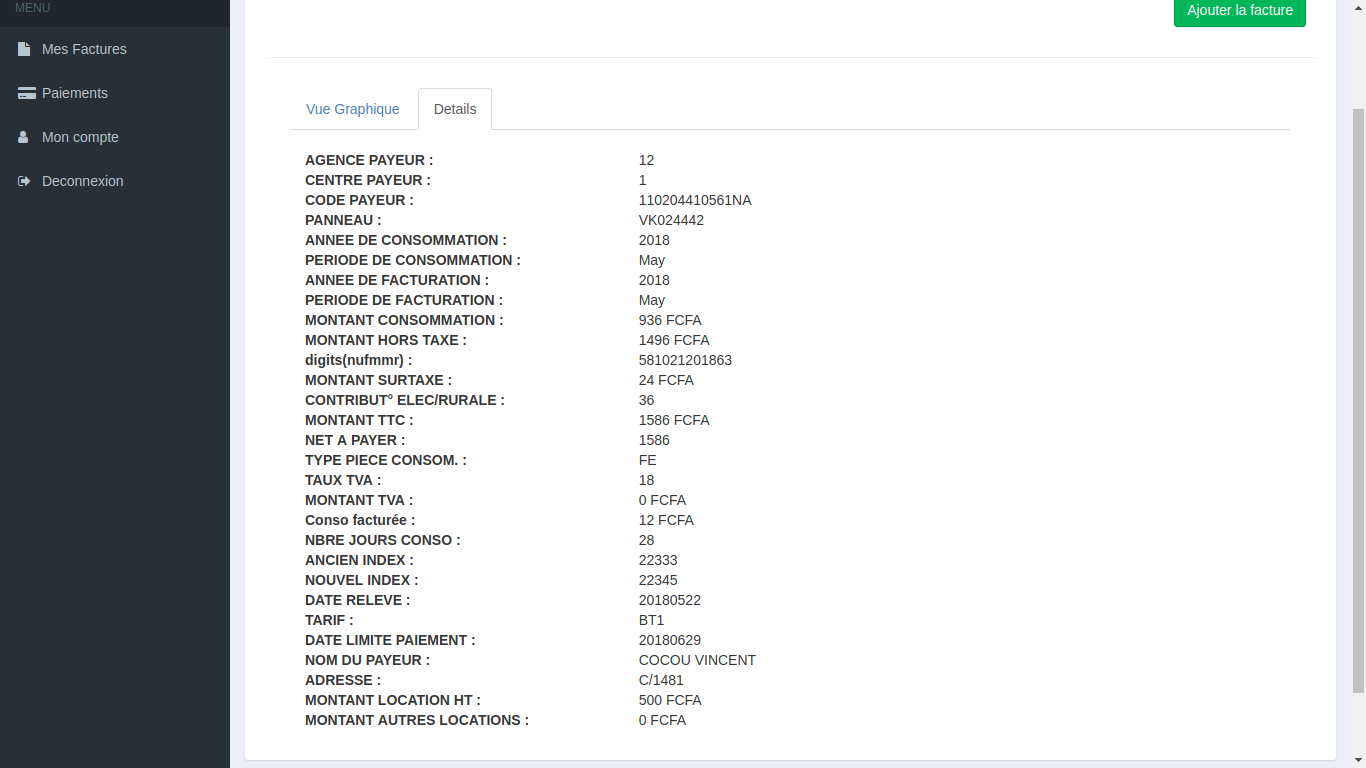 MENU
Mes Factures
Paiements
Mon compte
Deconnexion
Ajouter la facture
Vue Graphique Details
AGENCE PAYEUR : 12
CENTRE PAYEUR : 1
CODE PAYEUR : 110204410561NA
PANNEAU : VK024442
ANNEE DE CONSOMMATION : 2018
PERIODE DE CONSOMMATION : May
ANNEE DE FACTURATION : 2018
PERIODE DE FACTURATION : May
MONTANT CONSOMMATION : 936 FCFA
MONTANT HORS TAXE : 1496 FCFA
digits(nufmmr) : 581021201863
MONTANT SURTAXE : 24 FCFA
CONTRIBUT° ELEC/RURALE : 36
MONTANT TTC : 1586 FCFA
NET A PAYER : 1586
TYPE PIECE CONSOM. : FE
TAUX TVA : 18
MONTANT TVA : 0 FCFA
Conso facturée : 12 FCFA
NBRE JOURS CONSO : 28
ANCIEN INDEX : 22333
NOUVEL INDEX : 22345
DATE RELEVE : 20180522
TARIF : BT1
DATE LIMITE PAIEMENT : 20180629
NOM DU PAYEUR : COCOU VINCENT
ADRESSE : C/1481
MONTANT LOCATION HT : 500 FCFA
MONTANT AUTRES LOCATIONS : 0 FCFA